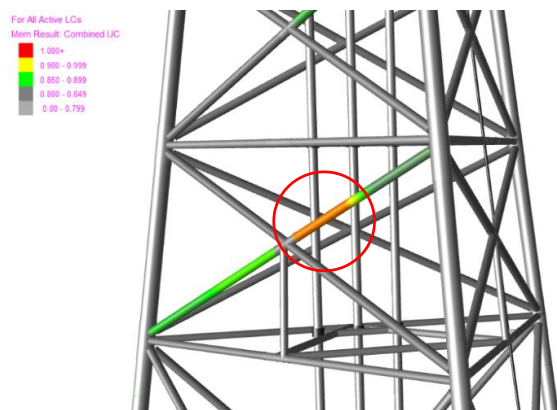 For All Active LCs
Mem Result: Combined UC
1.000+
0.900 - 0.999
0.850 - 0.899
0.800 - 0.849
0.00 - 0.799